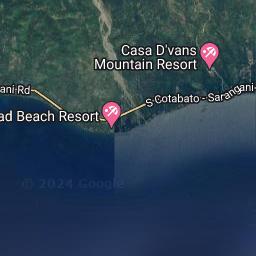 Casa D'vans
Mountain Resort
ani Rd
S Cotabato - Sarangani
ad Beach Resort
© 2024 Google